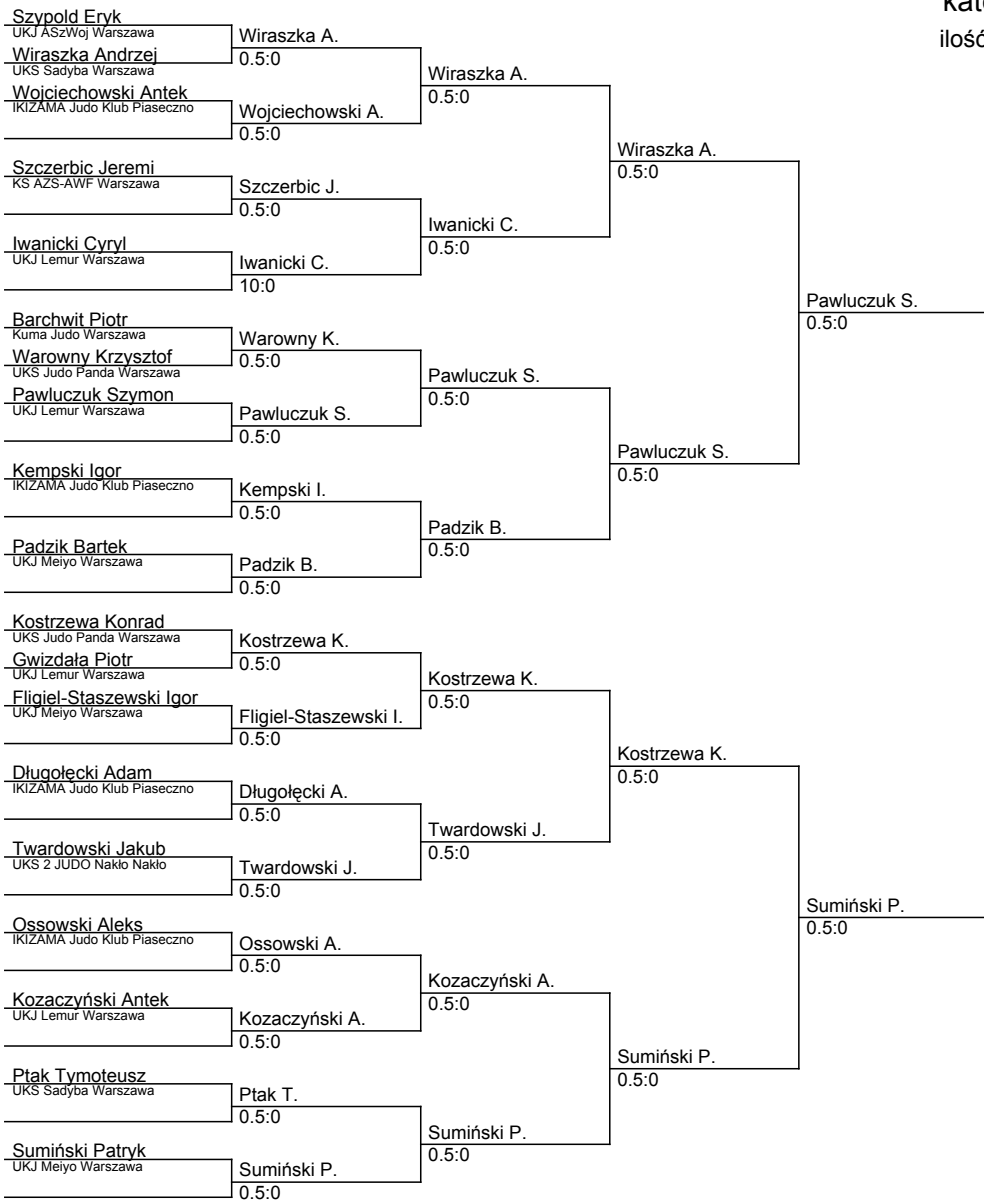 kate
ilość
Szypold Eryk
UKJ ASzWoj Warszawa
Wiraszka Andrzej
UKS Sadyba Warszawa
Wojciechowski Antek
IKIZAMA Judo Klub Piaseczno
Szczerbic Jeremi
KS AZS-AWF Warszawa
Iwanicki Cyryl
UKJ Lemur Warszawa
Barchwit Piotr
Kuma Judo Warszawa
Warowny Krzysztof
UKS Judo Panda Warszawa
Pawluczuk Szymon
UKJ Lemur Warszawa
Kempski Igor
IKIZAMA Judo Klub Piaseczno
Padzik Bartek
UKJ Meiyo Warszawa
Kostrzewa Konrad
UKS Judo Panda Warszawa
Gwizdała Piotr
UKJ Lemur Warszawa
Fligiel-Staszewski Igor
UKJ Meiyo Warszawa
Długołęcki Adam
IKIZAMA Judo Klub Piaseczno
Twardowski Jakub
UKS 2 JUDO Nakło Nakło
Ossowski Aleks
IKIZAMA Judo Klub Piaseczno
Kozaczyński Antek
UKJ Lemur Warszawa
Ptak Tymoteusz
UKS Sadyba Warszawa
Sumiński Patryk
UKJ Meiyo Warszawa
Wiraszka A.
0.5:0
Wojciechowski A.
0.5:0
Szczerbic J.
0.5:0
Iwanicki C.
10:0
Warowny K.
0.5:0
Pawluczuk S.
0.5:0
Kempski I.
0.5:0
Padzik B.
0.5:0
Kostrzewa K.
0.5:0
Fligiel-Staszewski I.
0.5:0
Długołęcki A.
0.5:0
Twardowski J.
0.5:0
Ossowski A.
0.5:0
Kozaczyński A.
0.5:0
Ptak T.
0.5:0
Sumiński P.
0.5:0
Wiraszka A.
0.5:0
Iwanicki C.
0.5:0
Pawluczuk S.
0.5:0
Padzik B.
0.5:0
Kostrzewa K.
0.5:0
Twardowski J.
0.5:0
Kozaczyński A.
0.5:0
Sumiński P.
0.5:0
Wiraszka A.
0.5:0
Pawluczuk S.
0.5:0
Kostrzewa K.
0.5:0
Sumiński P.
0.5:0
Pawluczuk S.
0.5:0
Sumiński P.
0.5:0